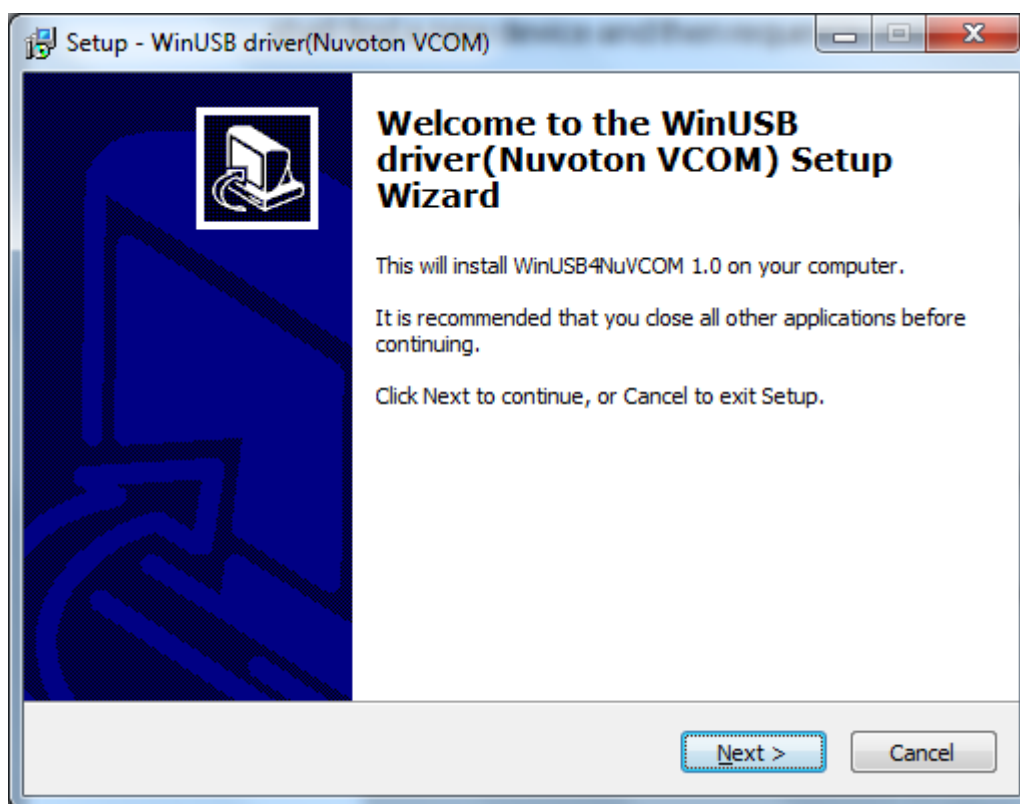 Setup - WinUSB driver(Nuvoton VCOM)
Welcome to the WinUSB
driver(Nuvoton VCOM) Setup
Wizard
This will install WinUSB4NuVCOM 1.0 on your computer.
It is recommended that you close all other applications before
continuing.
Click Next to continue, or Cancel to exit Setup.
Next >
Cancel